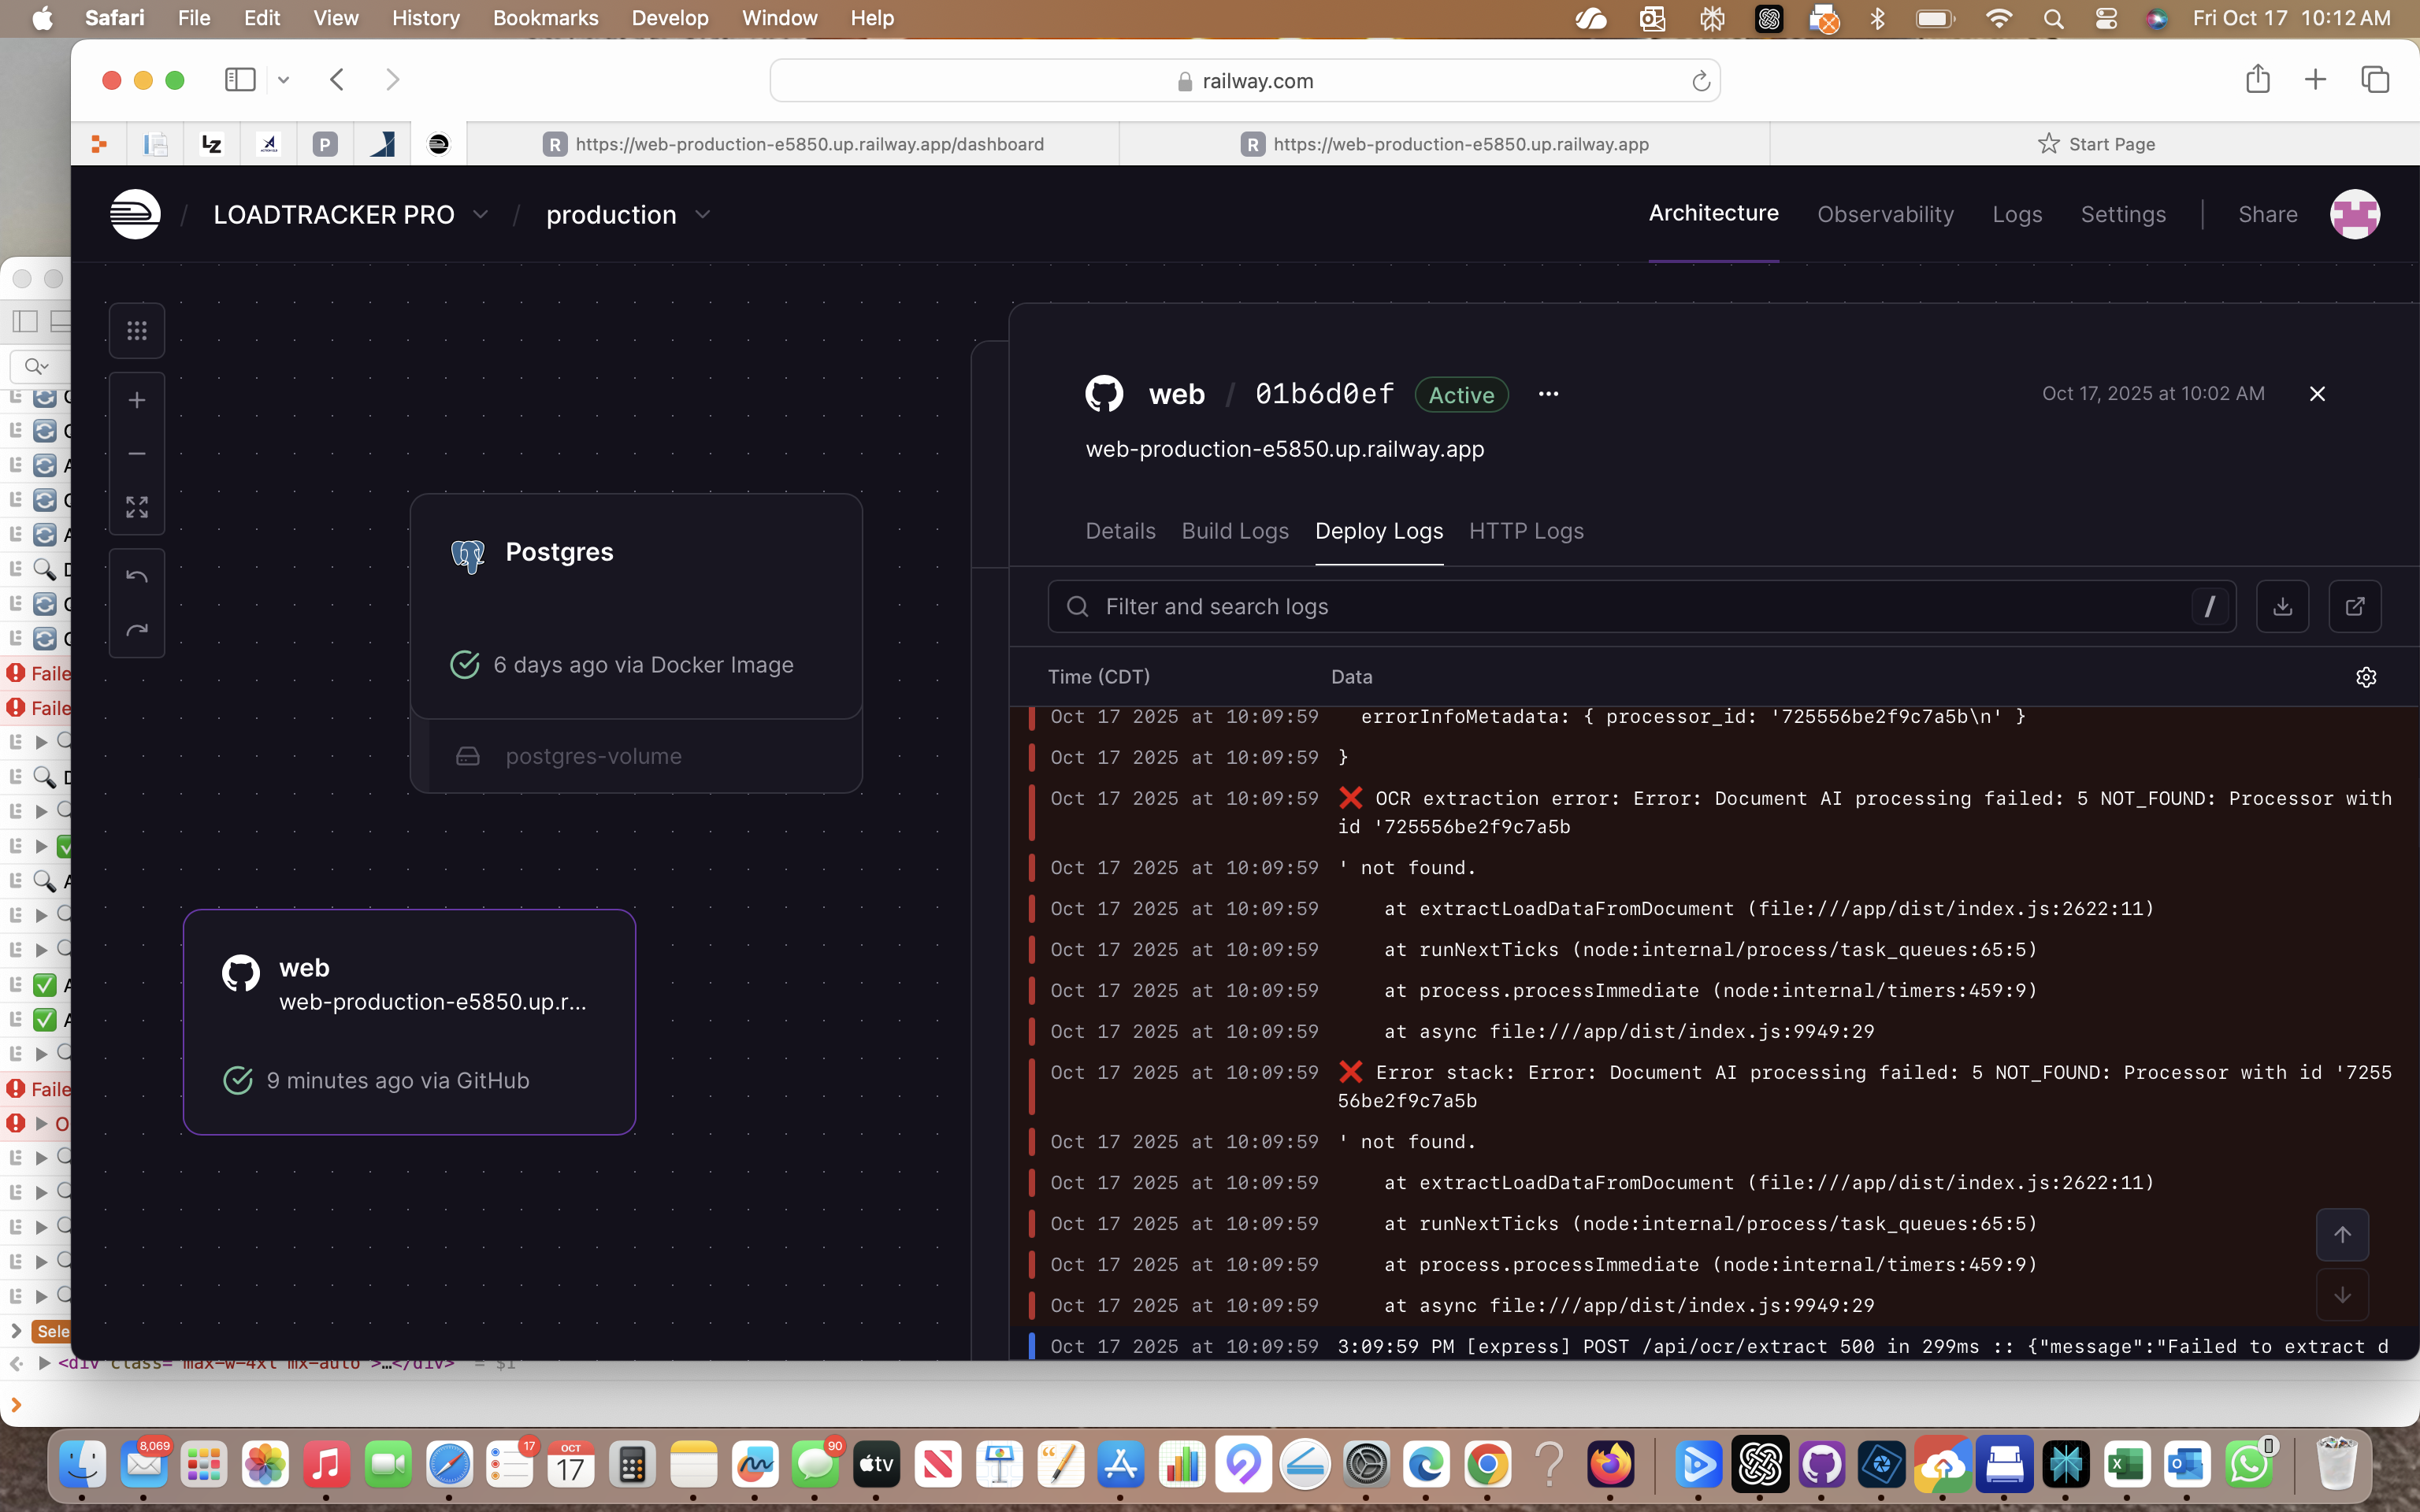 Safari File Edit View History Bookmarks Develop Window Help Fri Oct 17 10:12 AM
railway.com
LZ
P
R https://web-production-e5850.up.railway.app/dashboard
R https://web-production-e5850.up.railway.app
Start Page
/ LOADTRACKER PRO / production
Architecture Observability Logs Settings | Share
web / 01b6d0ef Active ...
Oct 17, 2025 at 10:02 AM
web-production-e5850.up.railway.app
Details Build Logs Deploy Logs HTTP Logs
Filter and search logs /
Time (CDT) Data
Postgres
6 days ago via Docker Image
postgres-volume
web
web-production-e5850.up.r...
9 minutes ago via GitHub
Oct 17 2025 at 10:09:59 errorInfoMetadata: { processor_id: '725556be2f9c7a5b\n' }
Oct 17 2025 at 10:09:59 }
Oct 17 2025 at 10:09:59 ❌ OCR extraction error: Error: Document AI processing failed: 5 NOT_FOUND: Processor with
id '725556be2f9c7a5b
Oct 17 2025 at 10:09:59 ' not found.
Oct 17 2025 at 10:09:59 at extractLoadDataFromDocument (file:///app/dist/index.js:2622:11)
Oct 17 2025 at 10:09:59 at runNextTicks (node:internal/process/task_queues:65:5)
Oct 17 2025 at 10:09:59 at process.processImmediate (node:internal/timers:459:9)
Oct 17 2025 at 10:09:59 at async file:///app/dist/index.js:9949:29
Oct 17 2025 at 10:09:59 ❌ Error stack: Error: Document AI processing failed: 5 NOT_FOUND: Processor with id '7255
56be2f9c7a5b
Oct 17 2025 at 10:09:59 ' not found.
Oct 17 2025 at 10:09:59 at extractLoadDataFromDocument (file:///app/dist/index.js:2622:11)
Oct 17 2025 at 10:09:59 at runNextTicks (node:internal/process/task_queues:65:5)
Oct 17 2025 at 10:09:59 at process.processImmediate (node:internal/timers:459:9)
Oct 17 2025 at 10:09:59 at async file:///app/dist/index.js:9949:29
Oct 17 2025 at 10:09:59 3:09:59 PM [express] POST /api/ocr/extract 500 in 299ms :: {"message":"Failed to extract d
Faile
Faile
Faile
Sele
<div class="max-w-4xl mx-auto">…</div> = $1
8,069
17
OCT
17
90
tv